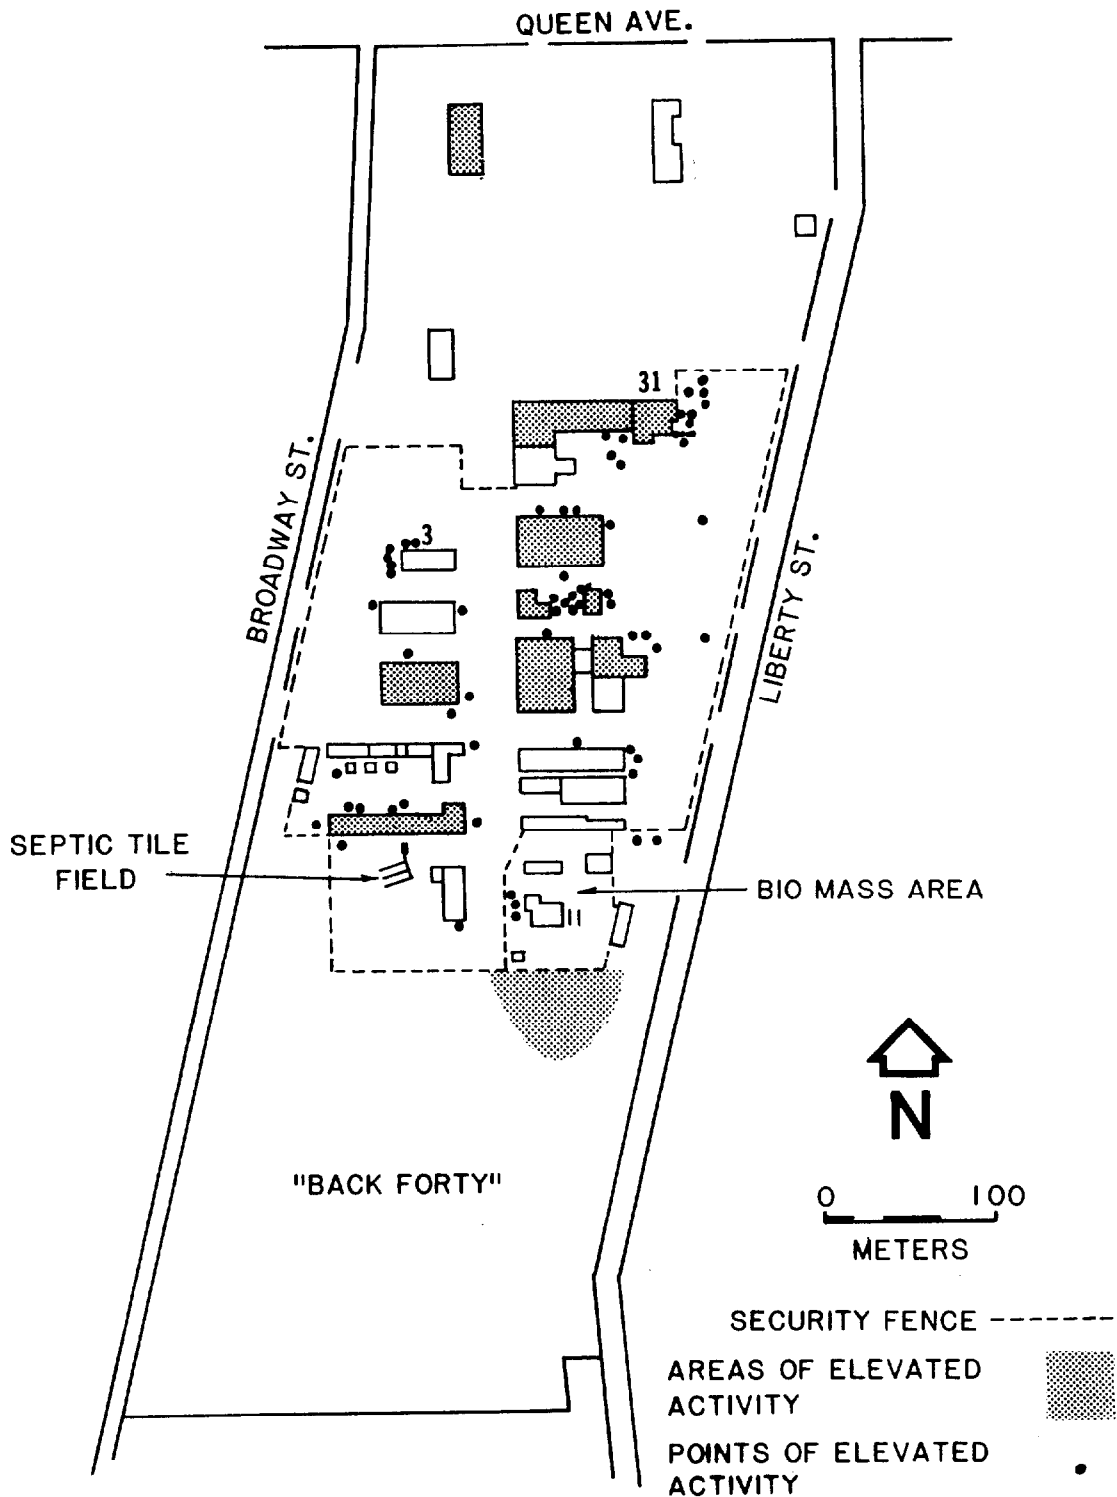 QUEEN AVE.
31
BROADWAY ST.
3
LIBERTY ST.
SEPTIC TILE
FIELD
BIO MASS AREA
N
"BACK FORTY"
0 100
METERS
SECURITY FENCE
AREAS OF ELEVATED
ACTIVITY
POINTS OF ELEVATED
ACTIVITY